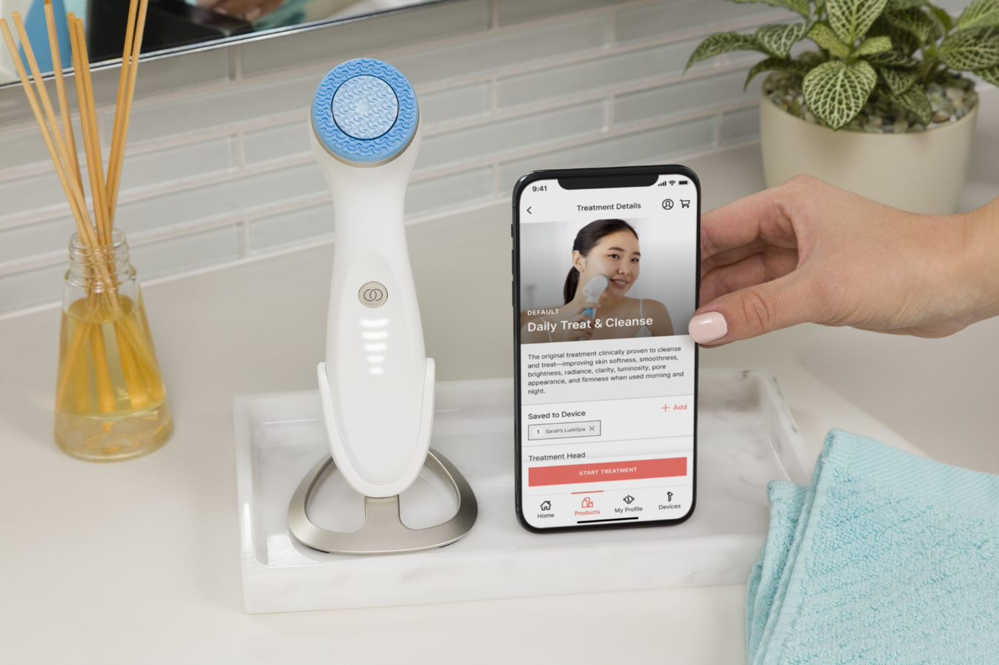 9:41
Treatment Details
DEFAULT
Daily Treat & Cleanse
The original treatment clinically proven to cleanse
and treat—improving skin softness, smoothness,
brightness, radiance, clarity, luminosity, pore
appearance, and firmness when used morning and
night.
Saved to Device
+ Add
1 Sarah's LumiSpa
Treatment Head
START TREATMENT
Home
Products
My Profile
Devices